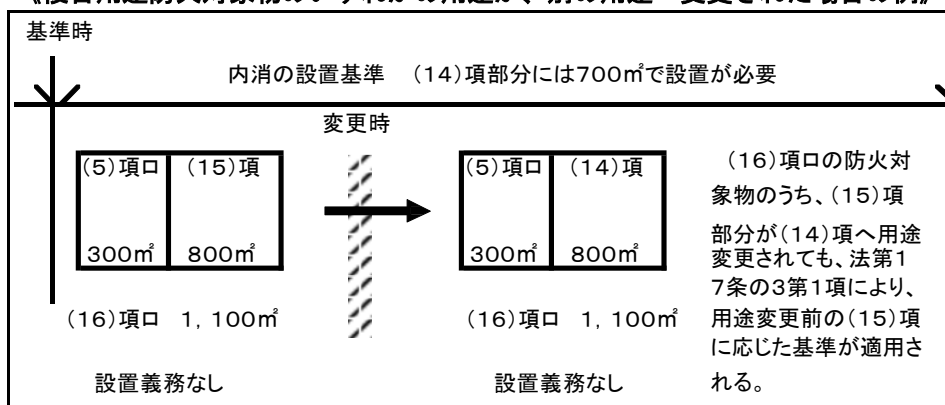 基準時
内消の設置基準　(14)項部分には700㎡で設置が必要
変更時
(5)項ロ
(15)項
300㎡
800㎡
(16)項ロ　1,100㎡
設置義務なし
(5)項ロ
(14)項
300㎡
800㎡
(16)項ロ　1,100㎡
設置義務なし
(16)項ロの防火対
象物のうち、(15)項
部分が(14)項へ用途
変更されても、法第1
7条の3第1項により、
用途変更前の(15)項
に応じた基準が適用さ
れる。